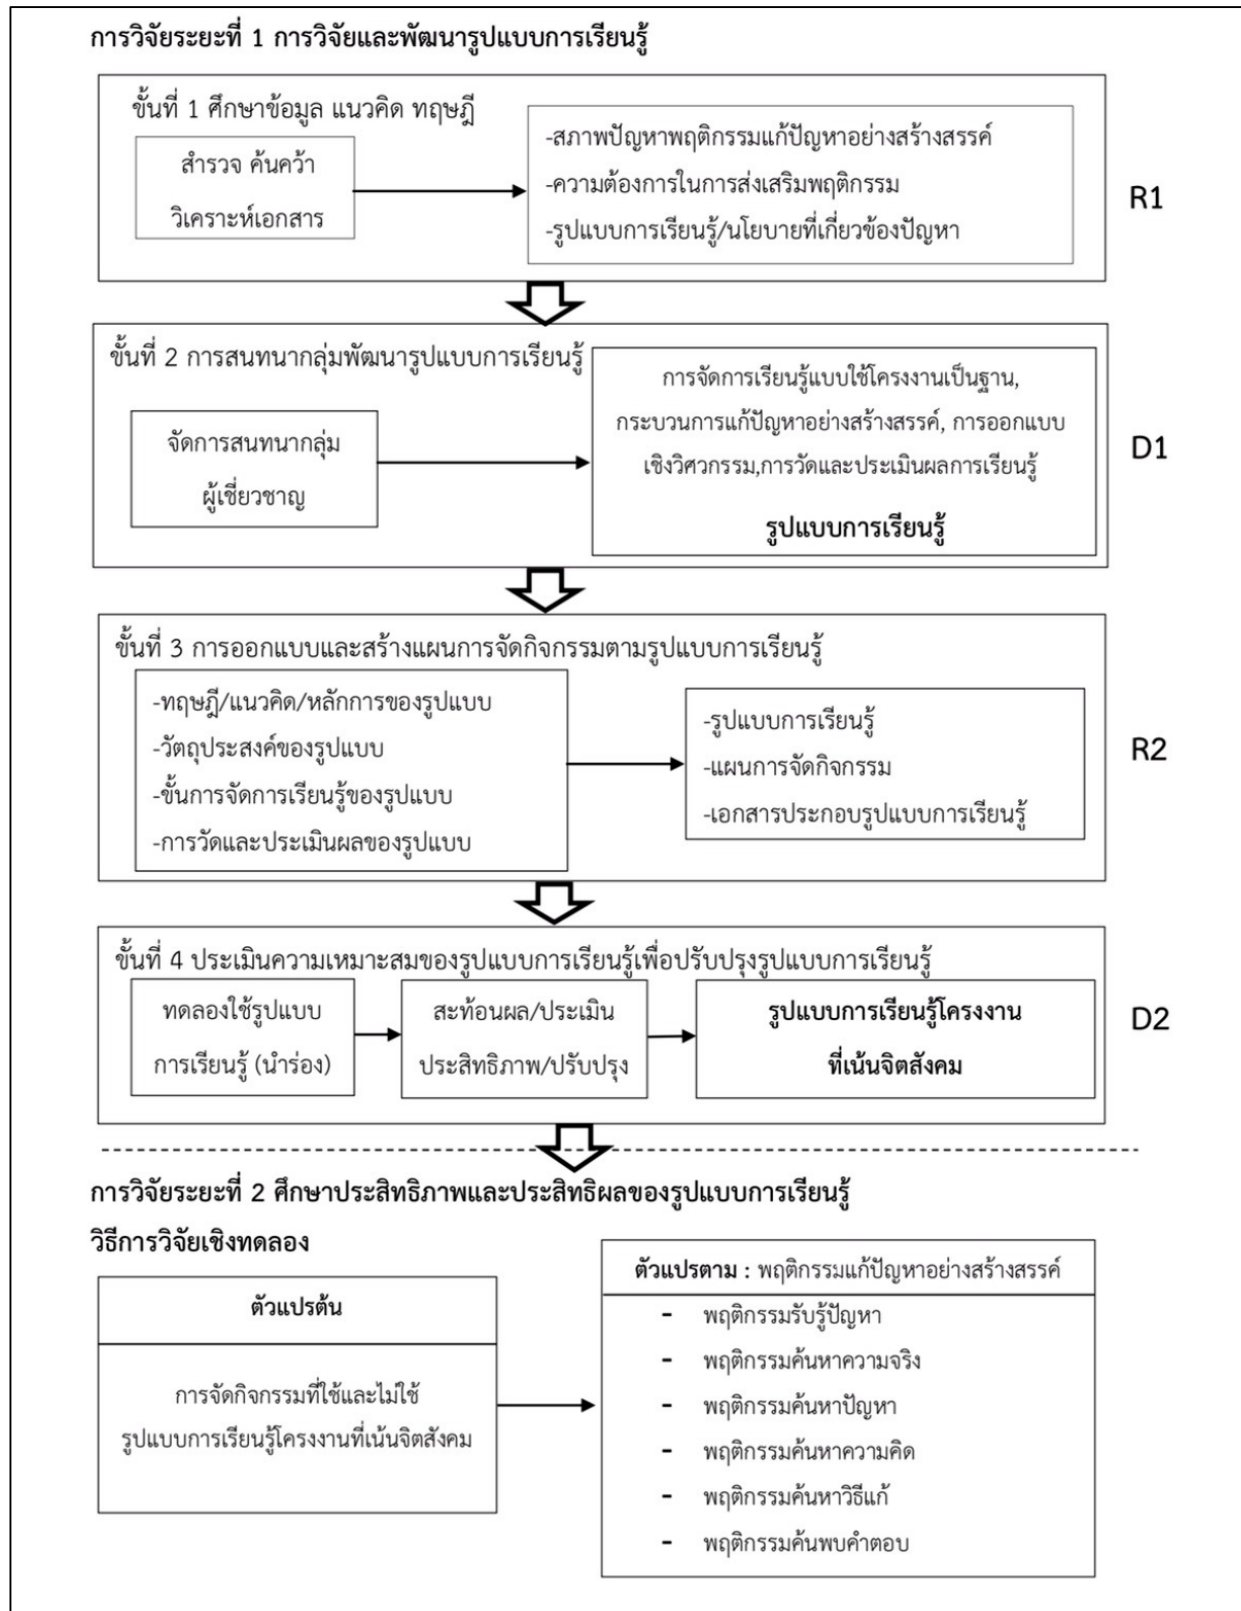 การวิจัยระยะที่ 1 การวิจัยและพัฒนารูปแบบการเรียนรู้
ขั้นที่ 1 ศึกษาข้อมูล แนวคิด ทฤษฎี
สำรวจ ค้นคว้า
วิเคราะห์เอกสาร
-สภาพปัญหาพฤติกรรมแก้ปัญหาอย่างสร้างสรรค์
-ความต้องการในการส่งเสริมพฤติกรรม
-รูปแบบการเรียนรู้/นโยบายที่เกี่ยวข้องปัญหา
R1
ขั้นที่ 2 การสนทนากลุ่มพัฒนารูปแบบการเรียนรู้
จัดการสนทนากลุ่ม
ผู้เชี่ยวชาญ
การจัดการเรียนรู้แบบใช้โครงงานเป็นฐาน,
กระบวนการแก้ปัญหาอย่างสร้างสรรค์, การออกแบบ
เชิงวิศวกรรม,การวัดและประเมินผลการเรียนรู้
รูปแบบการเรียนรู้
D1
ขั้นที่ 3 การออกแบบและสร้างแผนการจัดกิจกรรมตามรูปแบบการเรียนรู้
-ทฤษฎี/แนวคิด/หลักการของรูปแบบ
-วัตถุประสงค์ของรูปแบบ
-ขั้นการจัดการเรียนรู้ของรูปแบบ
-การวัดและประเมินผลของรูปแบบ
-รูปแบบการเรียนรู้
-แผนการจัดกิจกรรม
-เอกสารประกอบรูปแบบการเรียนรู้
R2
ขั้นที่ 4 ประเมินความเหมาะสมของรูปแบบการเรียนรู้เพื่อปรับปรุงรูปแบบการเรียนรู้
ทดลองใช้รูปแบบ
การเรียนรู้ (นำร่อง)
สะท้อนผล/ประเมิน
ประสิทธิภาพ/ปรับปรุง
รูปแบบการเรียนรู้โครงงาน
ที่เน้นจิตสังคม
D2
การวิจัยระยะที่ 2 ศึกษาประสิทธิภาพและประสิทธิผลของรูปแบบการเรียนรู้
วิธีการวิจัยเชิงทดลอง
ตัวแปรต้น
การจัดกิจกรรมที่ใช้และไม่ใช้
รูปแบบการเรียนรู้โครงงานที่เน้นจิตสังคม
ตัวแปรตาม : พฤติกรรมแก้ปัญหาอย่างสร้างสรรค์
- พฤติกรรมรับรู้ปัญหา
- พฤติกรรมค้นหาความจริง
- พฤติกรรมค้นหาปัญหา
- พฤติกรรมค้นหาความคิด
- พฤติกรรมค้นหาวิธีแก้
- พฤติกรรมค้นพบคำตอบ